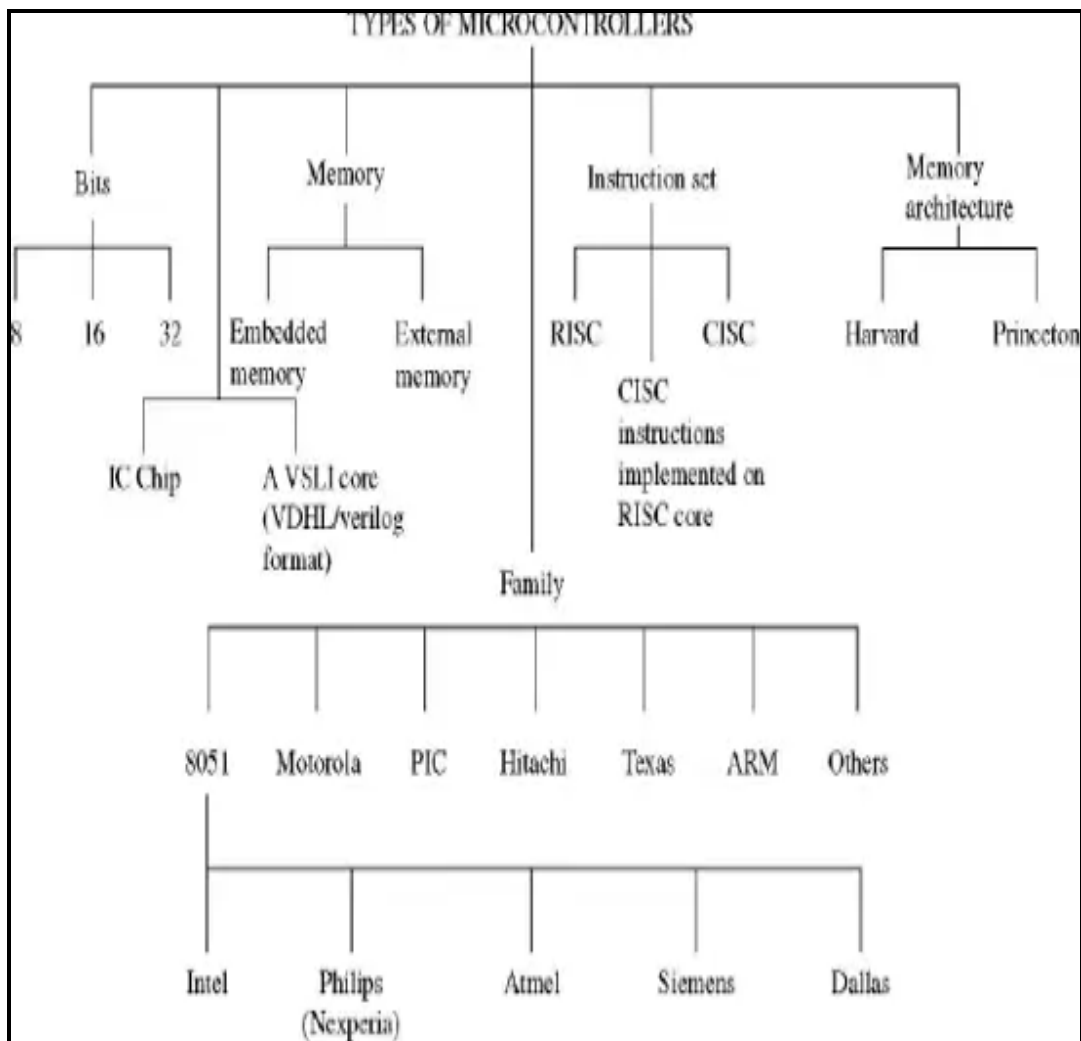 TYPES OF MICROCONTROLLERS
Bits
Memory
Instruction set
Memory
architecture
8
16
32
Embedded
memory
External
memory
RISC
CISC
CISC
instructions
implemented on
RISC core
Harvard
Princeton
IC Chip
A VSLI core
(VDHL/verilog
format)
Family
8051
Motorola
PIC
Hitachi
Texas
ARM
Others
Intel
Philips
(Nexperia)
Atmel
Siemens
Dallas